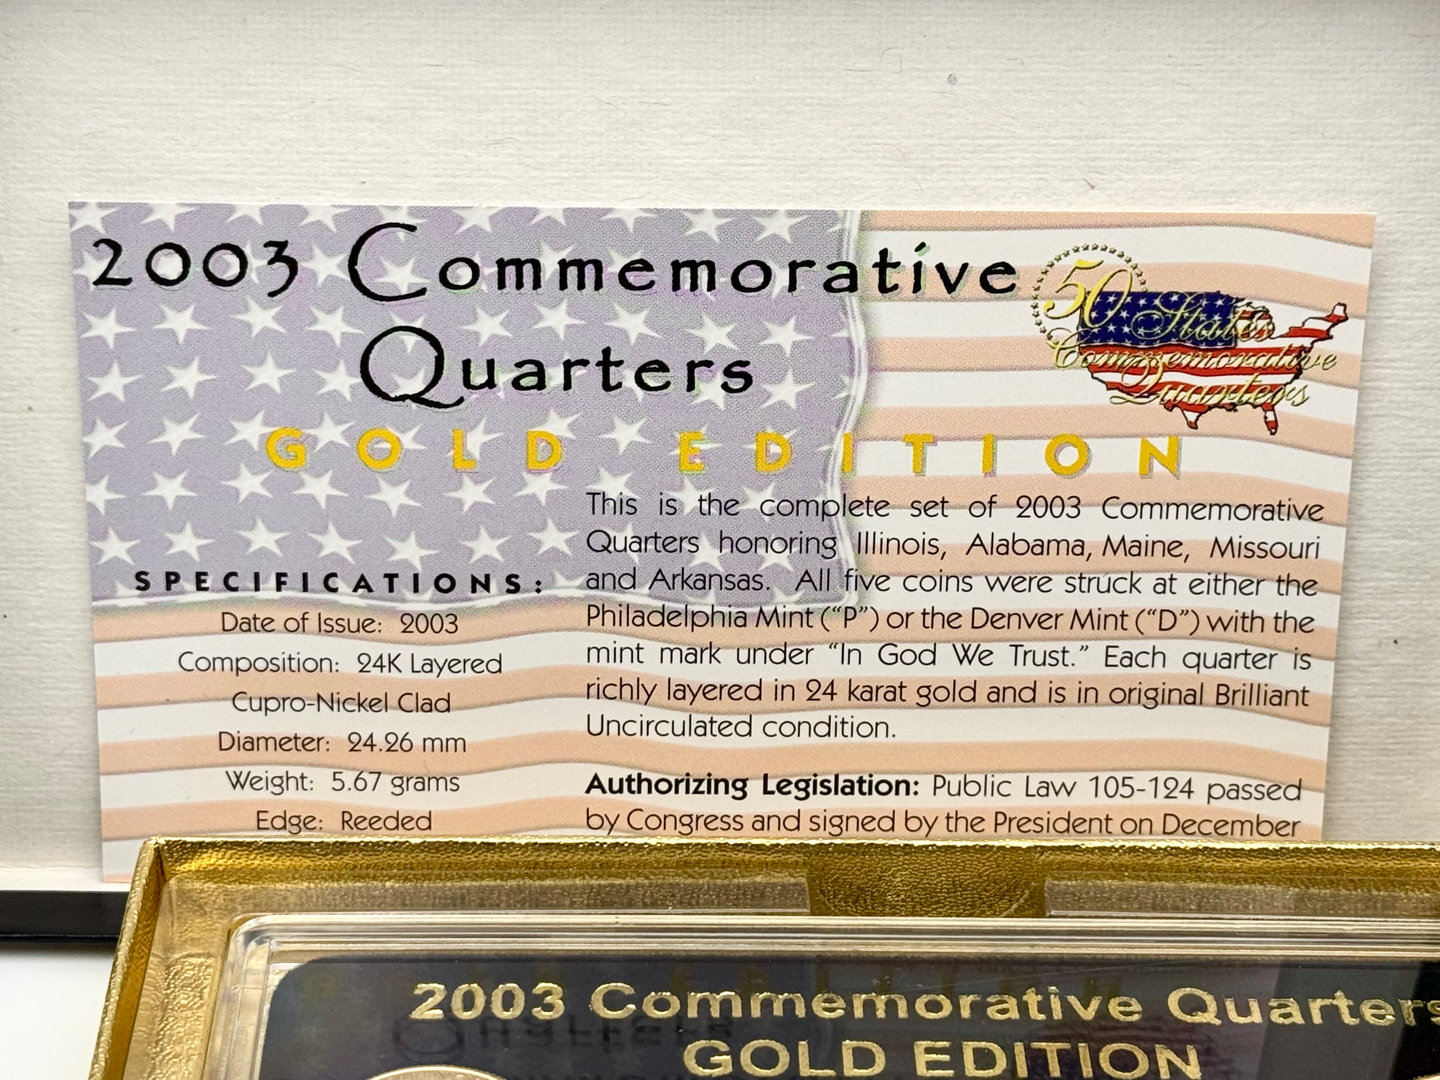 2003 Commemorative
Quarters
GOLD EDITION
50 States
Commemorative
Quarters
SPECIFICATIONS:
Date of Issue: 2003
Composition: 24K Layered
Cupro-Nickel Clad
Diameter: 24.26 mm
Weight: 5.67 grams
Edge: Reeded
This is the complete set of 2003 Commemorative
Quarters honoring Illinois, Alabama, Maine, Missouri
and Arkansas. All five coins were struck at either the
Philadelphia Mint (“P”) or the Denver Mint (“D”) with the
mint mark under “In God We Trust.” Each quarter is
richly layered in 24 karat gold and is in original Brilliant
Uncirculated condition.
Authorizing Legislation: Public Law 105-124 passed
by Congress and signed by the President on December
2003 Commemorative Quarters
GOLD EDITION